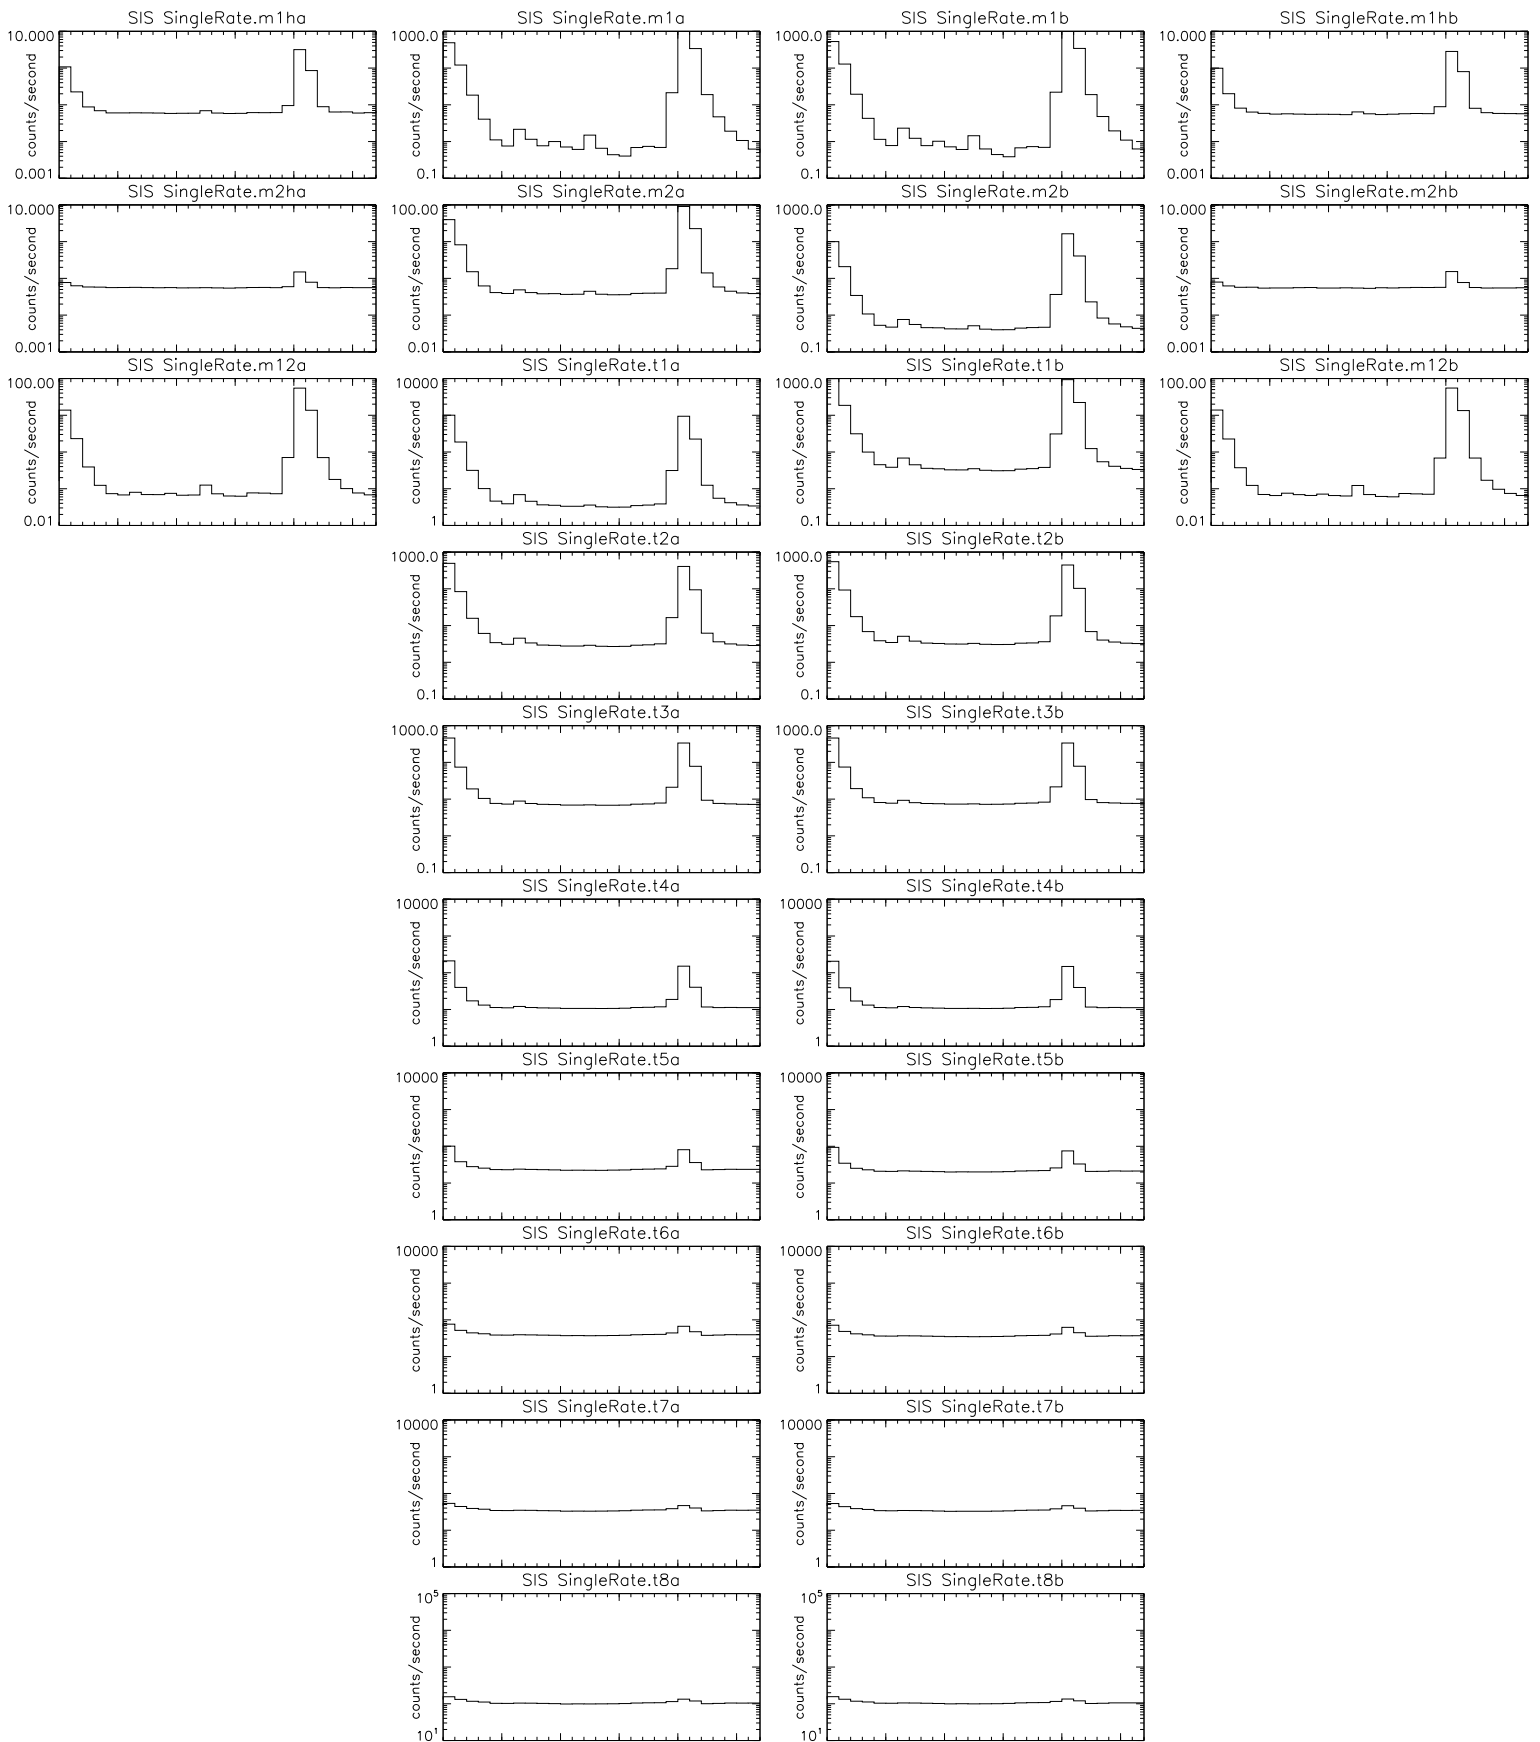 SIS SingleRate.m1ha
10.000
counts/second
0.001
SIS SingleRate.m1a
1000.0
counts/second
0.1
SIS SingleRate.m1b
1000.0
counts/second
0.1
SIS SingleRate.m1hb
10.000
counts/second
0.001
SIS SingleRate.m2ha
10.000
counts/second
0.001
SIS SingleRate.m2a
100.00
counts/second
0.01
SIS SingleRate.m2b
1000.0
counts/second
0.1
SIS SingleRate.m2hb
10.000
counts/second
0.001
SIS SingleRate.m12a
100.00
counts/second
0.01
SIS SingleRate.t1a
10000
counts/second
1
SIS SingleRate.t1b
1000.0
counts/second
0.1
SIS SingleRate.m12b
100.00
counts/second
0.01
SIS SingleRate.t2a
1000.0
counts/second
0.1
SIS SingleRate.t2b
1000.0
counts/second
0.1
SIS SingleRate.t3a
1000.0
counts/second
0.1
SIS SingleRate.t3b
1000.0
counts/second
0.1
SIS SingleRate.t4a
10000
counts/second
1
SIS SingleRate.t4b
10000
counts/second
1
SIS SingleRate.t5a
10000
counts/second
1
SIS SingleRate.t5b
10000
counts/second
1
SIS SingleRate.t6a
10000
counts/second
1
SIS SingleRate.t6b
10000
counts/second
1
SIS SingleRate.t7a
10000
counts/second
1
SIS SingleRate.t7b
10000
counts/second
1
SIS SingleRate.t8a
10⁵
counts/second
10¹
SIS SingleRate.t8b
10⁵
counts/second
10¹